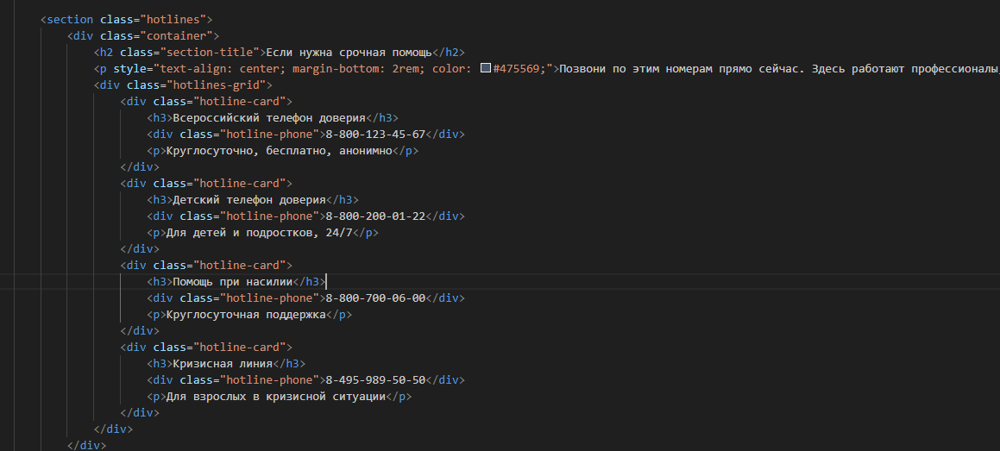 <section class="hotlines">
<div class="container">
<h2 class="section-title">Если нужна срочная помощь</h2>
<p style="text-align: center; margin-bottom: 2rem; color: #475569;">Позвони по этим номерам прямо сейчас. Здесь работают профессионалы,
<div class="hotlines-grid">
<div class="hotline-card">
<h3>Всероссийский телефон доверия</h3>
<div class="hotline-phone">8-800-123-45-67</div>
<p>Круглосуточно, бесплатно, анонимно</p>
</div>
<div class="hotline-card">
<h3>Детский телефон доверия</h3>
<div class="hotline-phone">8-800-200-01-22</div>
<p>Для детей и подростков, 24/7</p>
</div>
<div class="hotline-card">
<h3>Помощь при насилии</h3>
<div class="hotline-phone">8-800-700-06-00</div>
<p>Круглосуточная поддержка</p>
</div>
<div class="hotline-card">
<h3>Кризисная линия</h3>
<div class="hotline-phone">8-495-989-50-50</div>
<p>Для взрослых в кризисной ситуации</p>
</div>
</div>
</div>